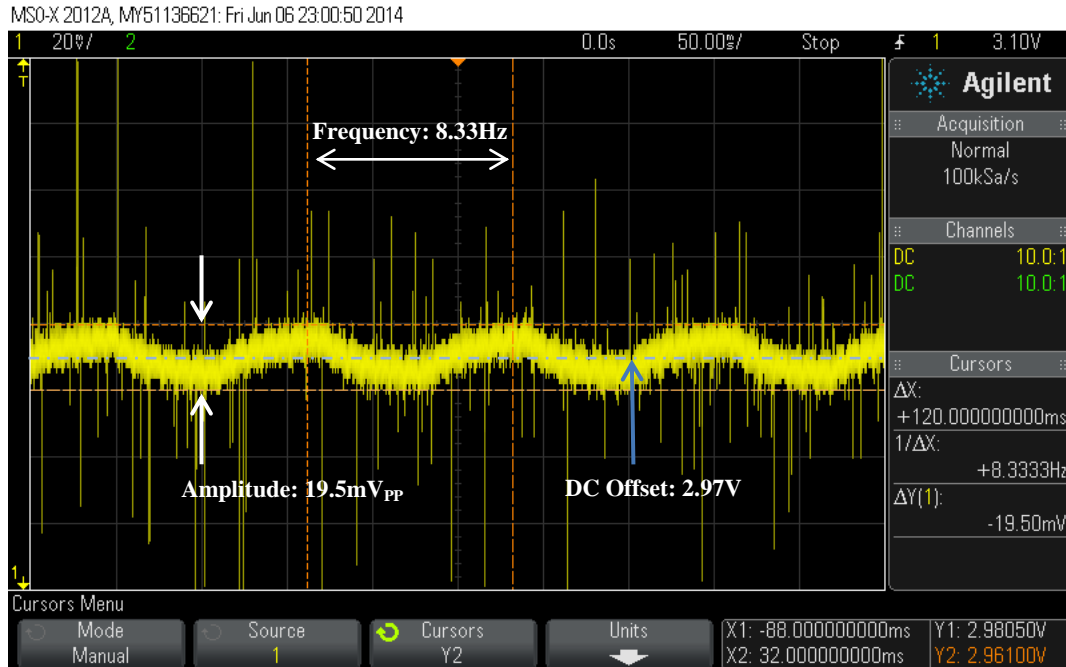 MSO-X 2012A, MY51136621: Fri Jun 06 23:00:50 2014
1 20mV/ 2 0.0s 50.00ms/ Stop 1 3.10V
T
Agilent
Acquisition
Normal
100kSa/s
Channels
DC 10.0:1
DC 10.0:1
Cursors
ΔX:
+120.000000000ms
1/ΔX:
+8.3333Hz
ΔY(1):
-19.50mV
Frequency: 8.33Hz
Amplitude: 19.5mVPP
DC Offset: 2.97V
1
Cursors Menu
Mode
Manual
Source
1
Cursors
Y2
Units
X1: -88.000000000ms
X2: 32.000000000ms
Y1: 2.98050V
Y2: 2.96100V